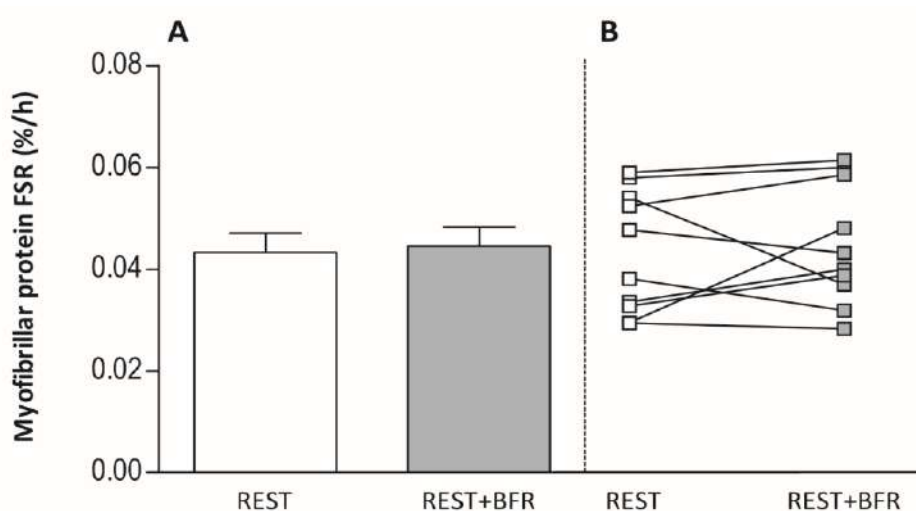 A
B
Myofibrillar protein FSR (%/h)
0.08
0.06
0.04
0.02
0.00
REST
REST+BFR
REST
REST+BFR